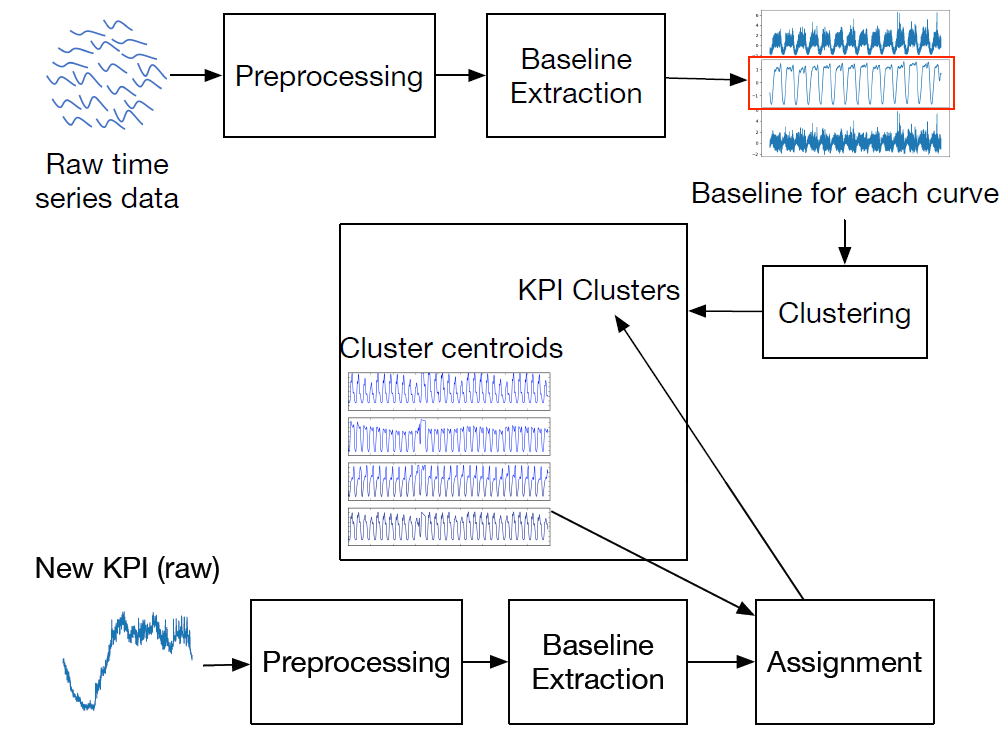 Preprocessing
Baseline
Extraction
Raw time
series data
Baseline for each curve
KPI Clusters
Clustering
Cluster centroids
New KPI (raw)
Preprocessing
Baseline
Extraction
Assignment